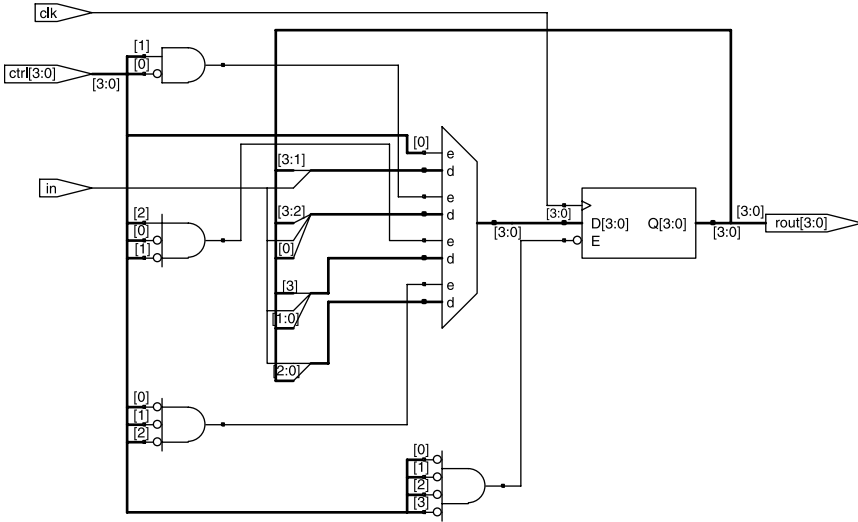 clk
[1]
[0]
ctrl[3:0]
[3:0]
[0]
e
[3:1]
d
in
e
[3:2]
d
[2]
[0]
[1]
[0]
e
d
[3:0]
[3:0]
D[3:0]
Q[3:0]
E
[3:0]
[3:0]
rout[3:0]
[3]
e
[1:0]
d
[2:0]
[0]
[1]
[2]
[0]
[1]
[2]
[3]